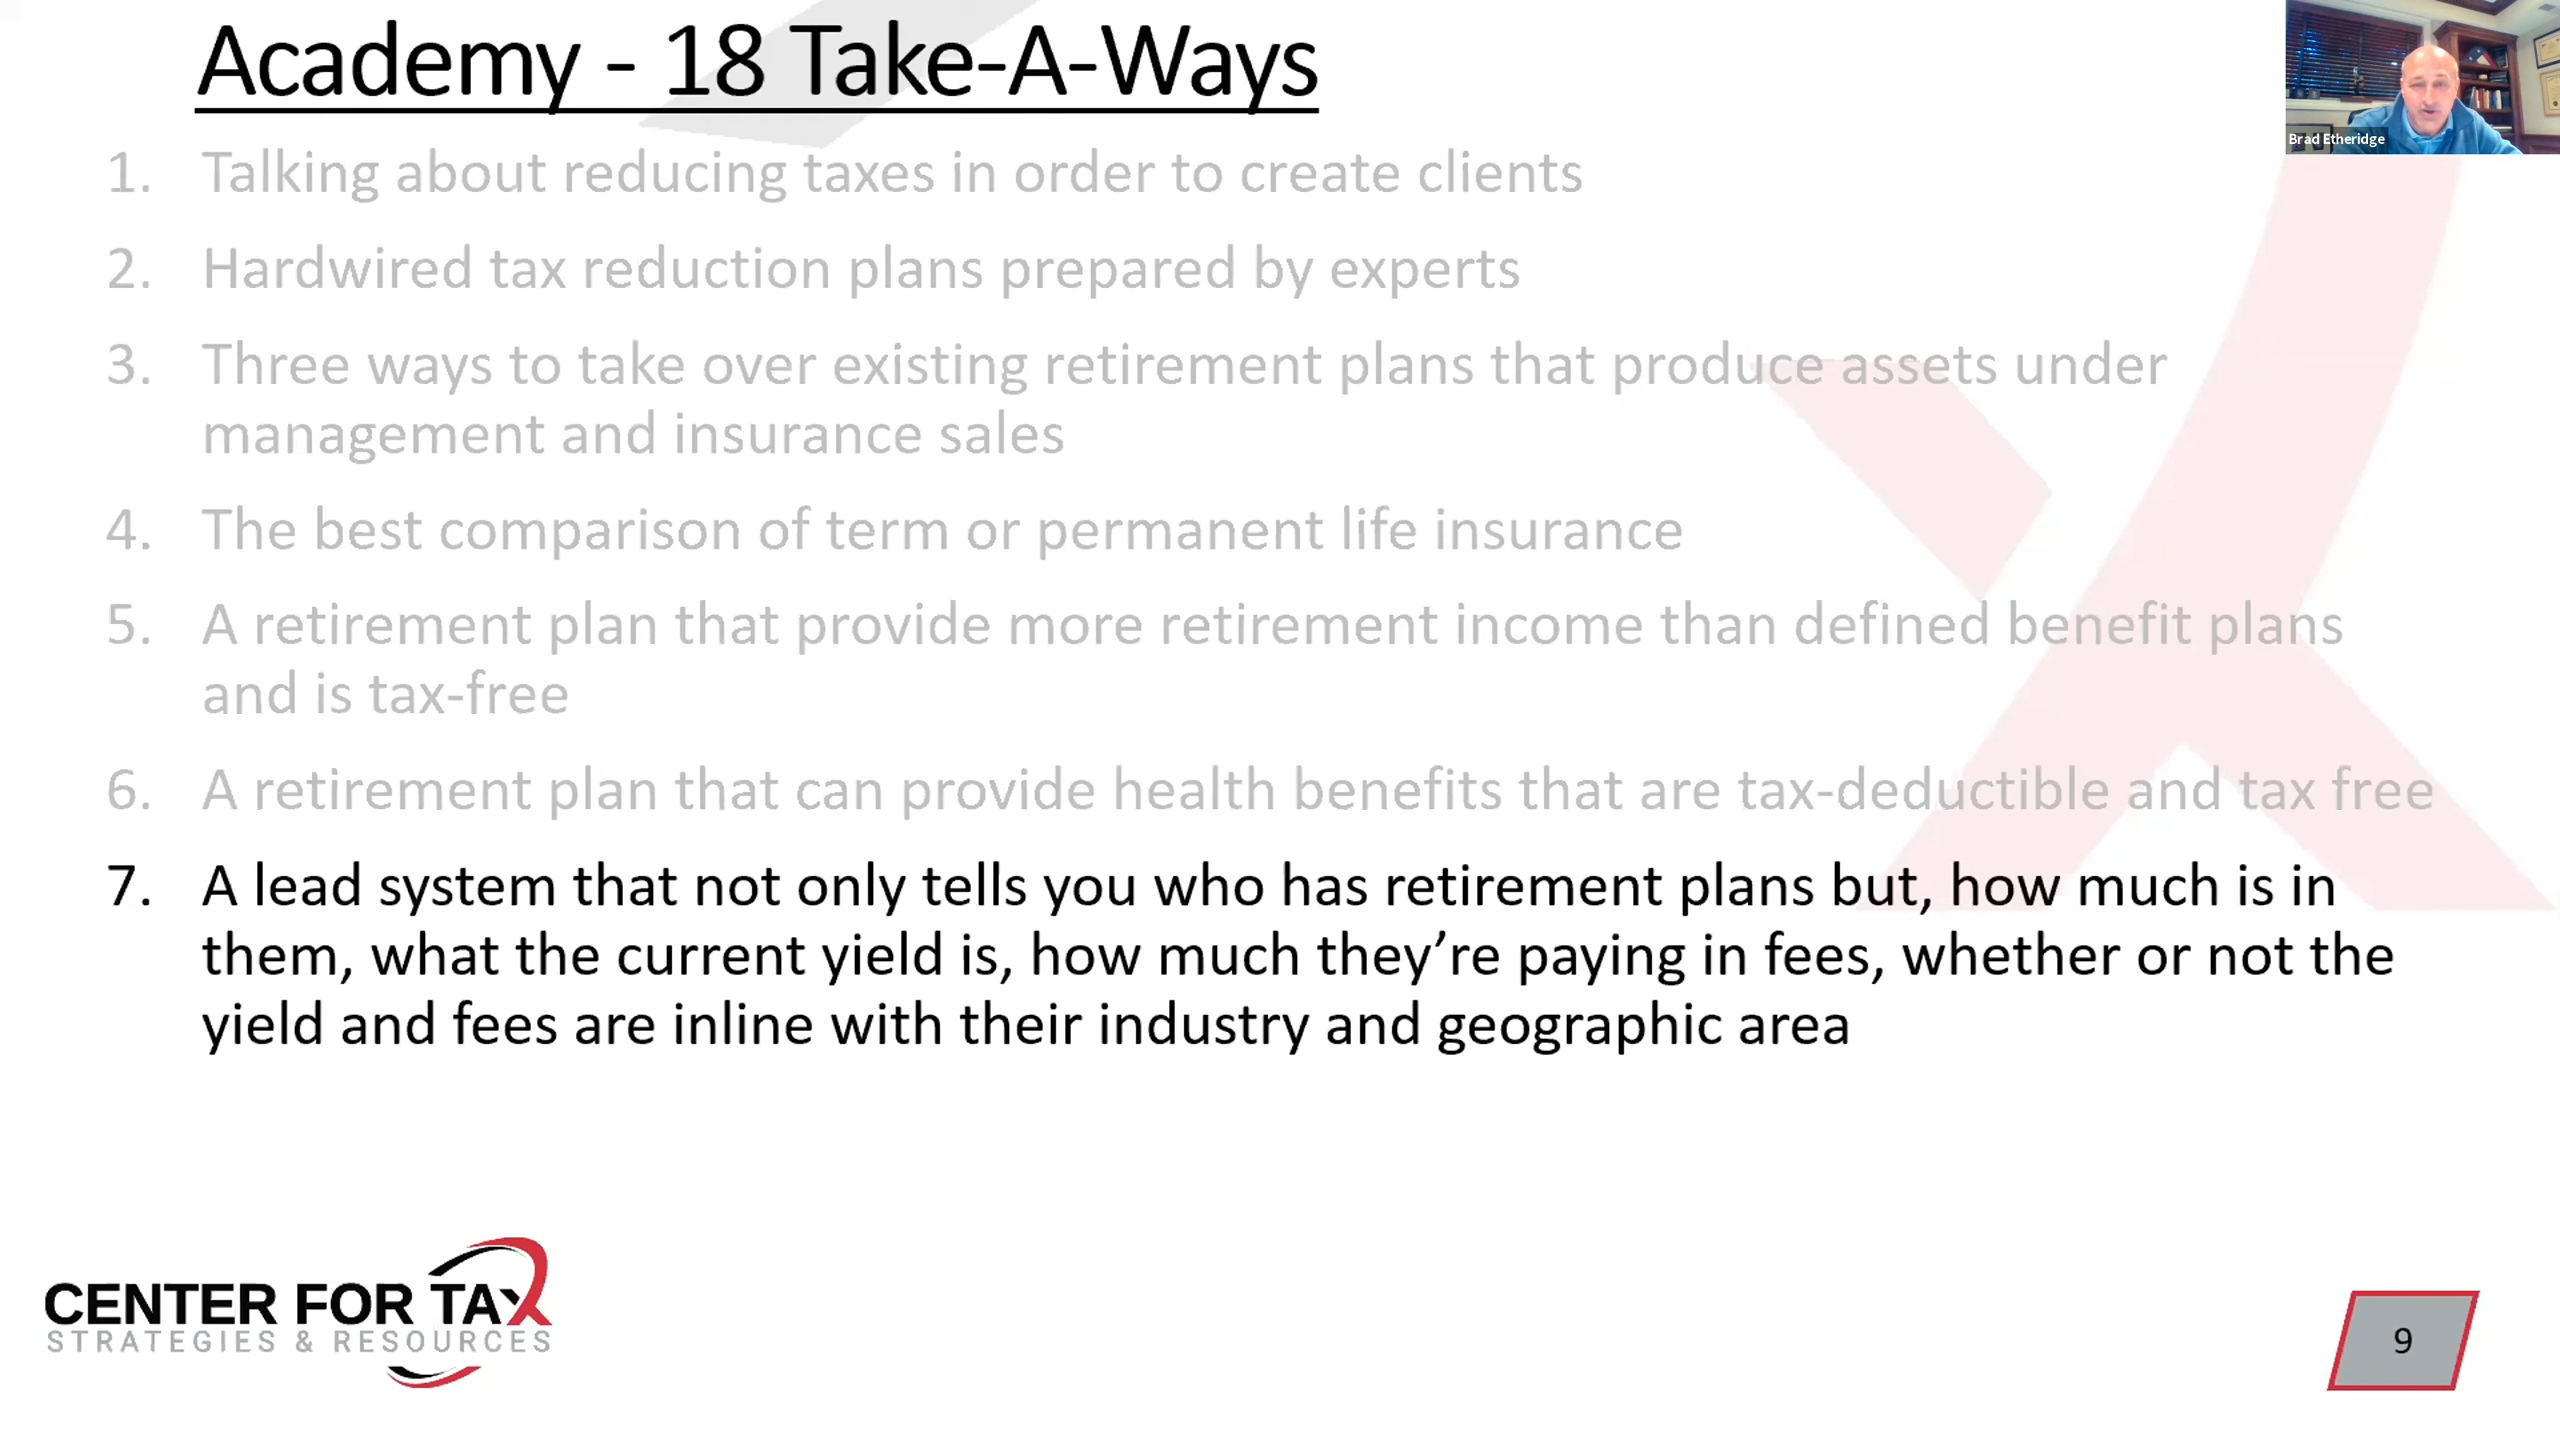 Academy - 18 Take-A-Ways
Brad Etheridge
1. Talking about reducing taxes in order to create clients
2. Hardwired tax reduction plans prepared by experts
3. Three ways to take over existing retirement plans that produce assets under
management and insurance sales
4. The best comparison of term or permanent life insurance
5. A retirement plan that provide more retirement income than defined benefit plans
and is tax-free
6. A retirement plan that can provide health benefits that are tax-deductible and tax free
7. A lead system that not only tells you who has retirement plans but, how much is in
them, what the current yield is, how much they’re paying in fees, whether or not the
yield and fees are inline with their industry and geographic area
CENTER FOR TAX
STRATEGIES & RESOURCES
9